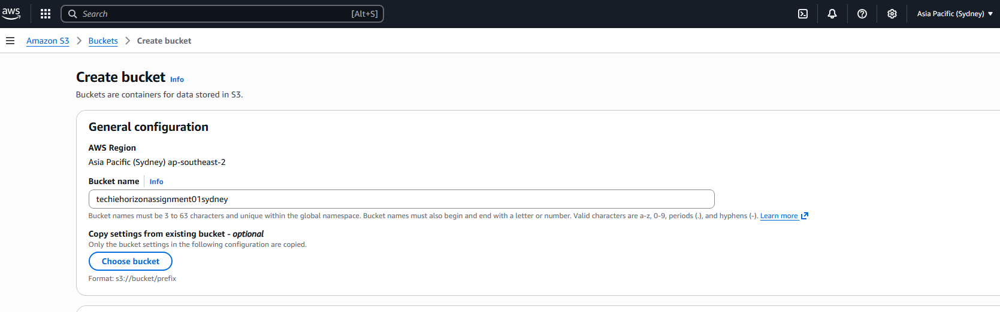 aws Search [Alt+S] Asia Pacific (Sydney)
Amazon S3 Buckets Create bucket
Create bucket Info
Buckets are containers for data stored in S3.
General configuration
AWS Region
Asia Pacific (Sydney) ap-southeast-2
Bucket name Info
techiehorizonassignment01sydney
Bucket names must be 3 to 63 characters and unique within the global namespace. Bucket names must also begin and end with a letter or number. Valid characters are a-z, 0-9, periods (.), and hyphens (-). Learn more
Copy settings from existing bucket - optional
Only the bucket settings in the following configuration are copied.
Choose bucket
Format: s3://bucket/prefix